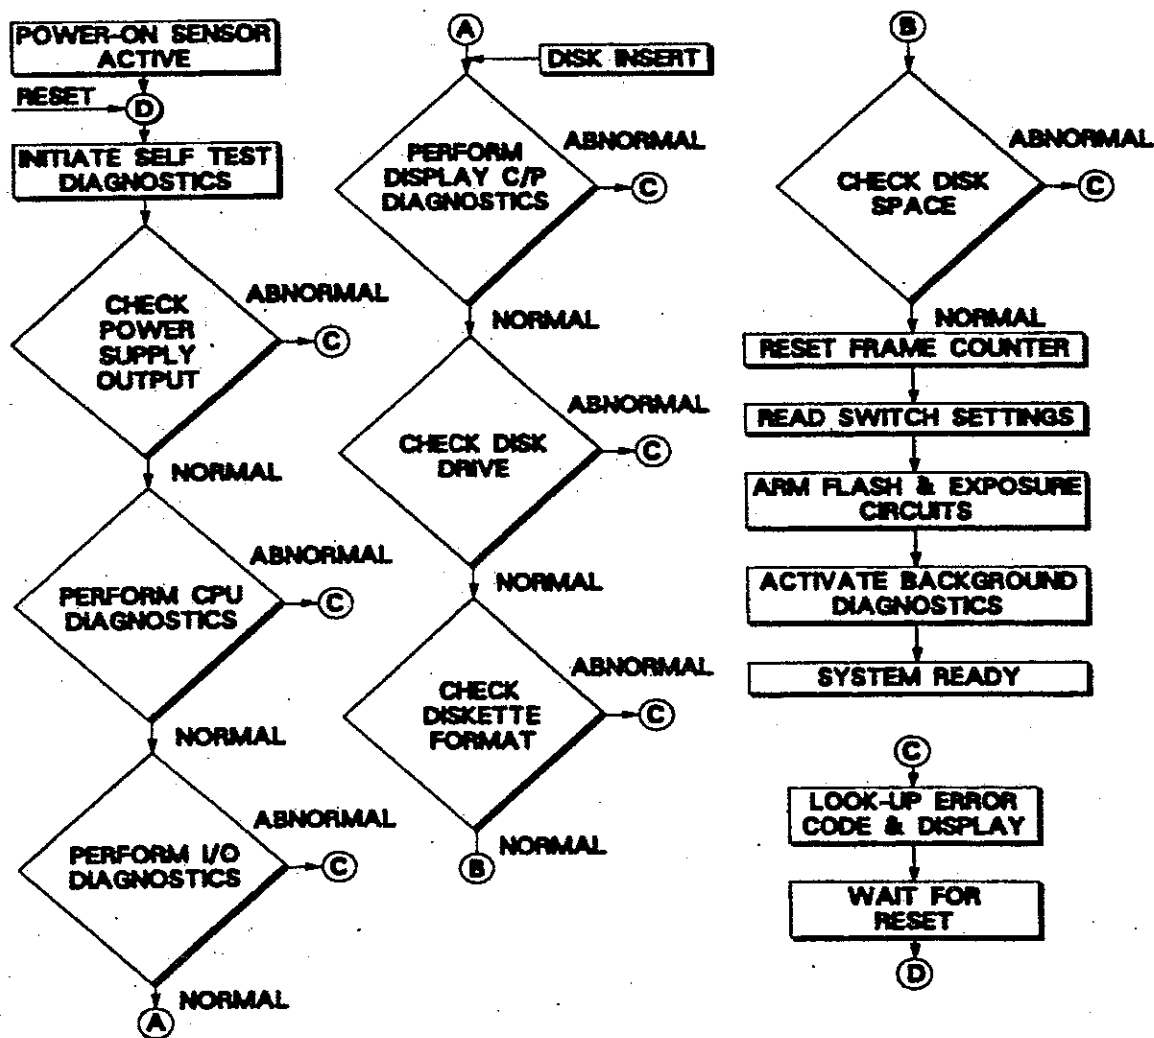 POWER-ON SENSOR
ACTIVE
RESET
D
INITIATE SELF TEST
DIAGNOSTICS
CHECK
POWER
SUPPLY
OUTPUT
ABNORMAL
C
NORMAL
PERFORM CPU
DIAGNOSTICS
ABNORMAL
C
NORMAL
PERFORM I/O
DIAGNOSTICS
ABNORMAL
C
NORMAL
A
A
DISK INSERT
PERFORM
DISPLAY C/P
DIAGNOSTICS
ABNORMAL
C
NORMAL
CHECK DISK
DRIVE
ABNORMAL
C
NORMAL
CHECK
DISKETTE
FORMAT
ABNORMAL
C
NORMAL
B
B
CHECK DISK
SPACE
ABNORMAL
C
NORMAL
RESET FRAME COUNTER
READ SWITCH SETTINGS
ARM FLASH & EXPOSURE
CIRCUITS
ACTIVATE BACKGROUND
DIAGNOSTICS
SYSTEM READY
C
LOOK-UP ERROR
CODE & DISPLAY
WAIT FOR
RESET
D